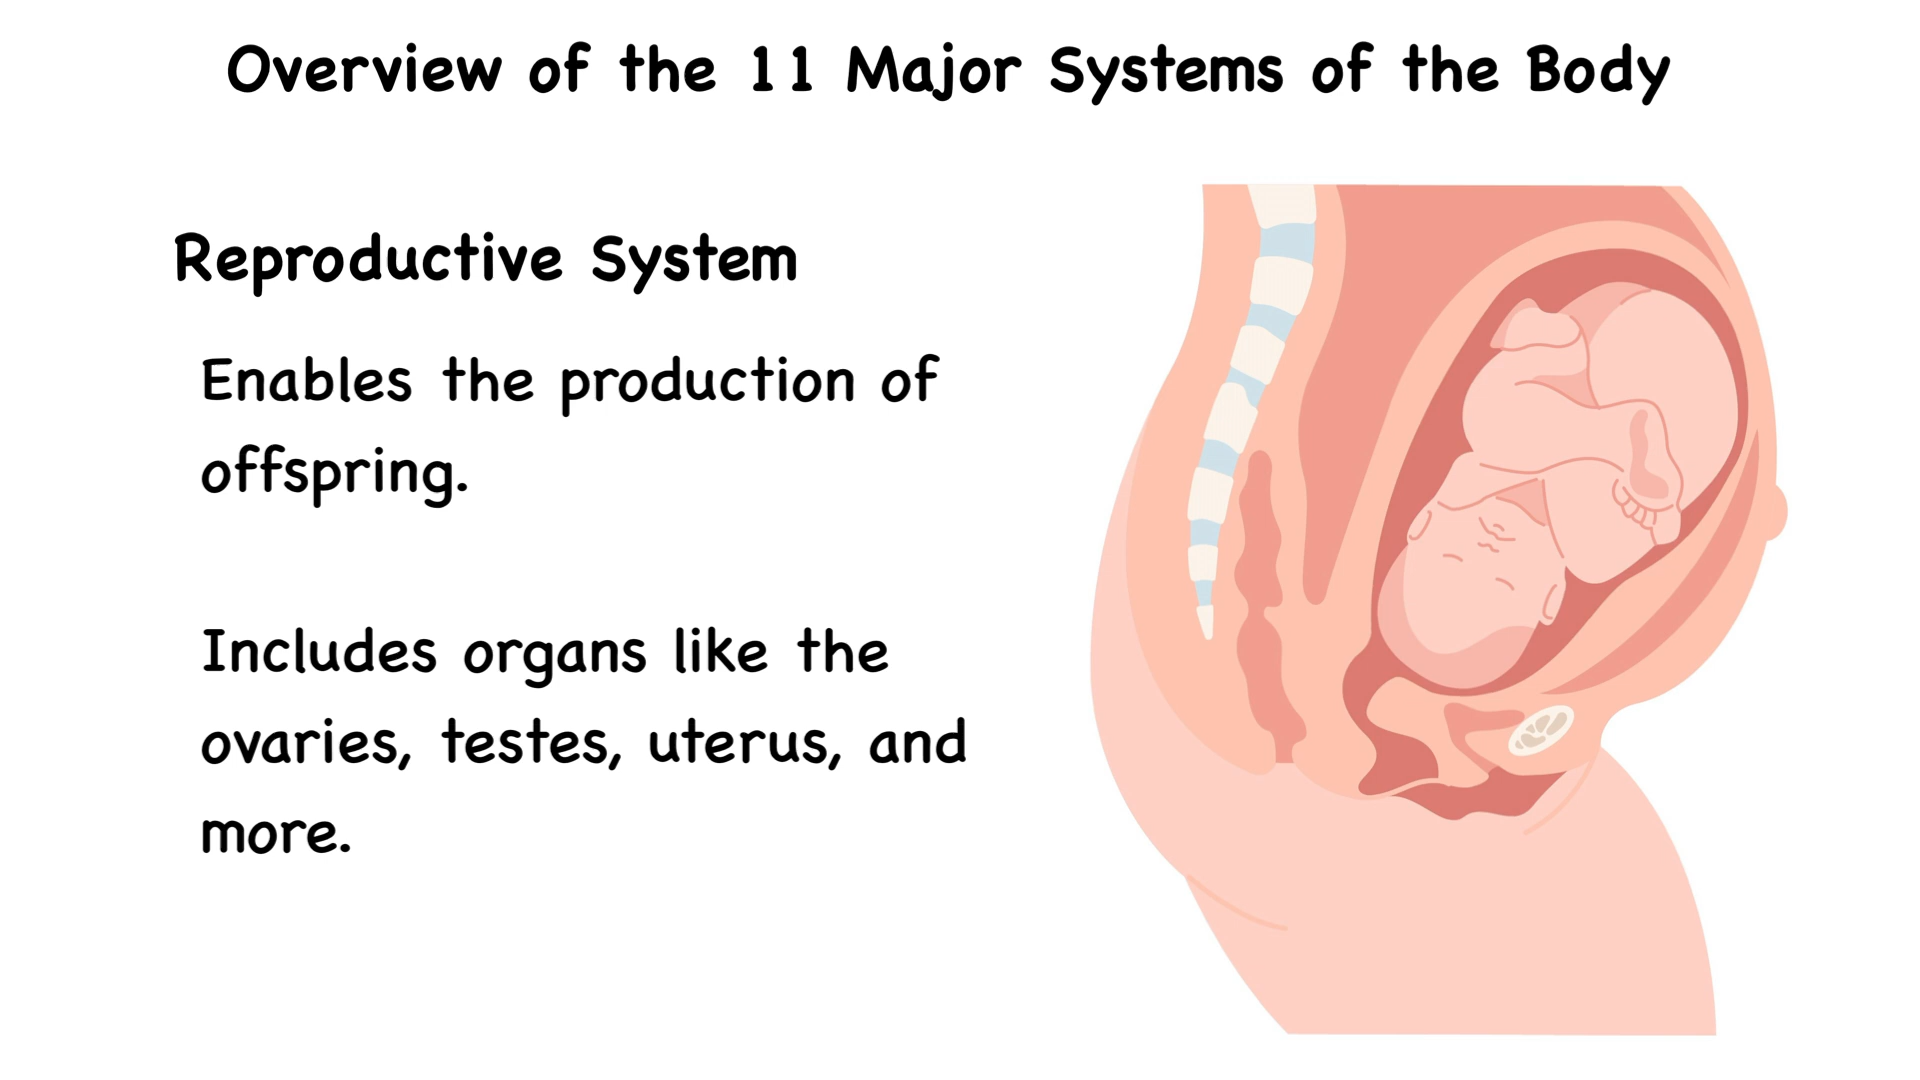 Overview of the 11 Major Systems of the Body
Reproductive System
Enables the production of
offspring.
Includes organs like the
ovaries, testes, uterus, and
more.